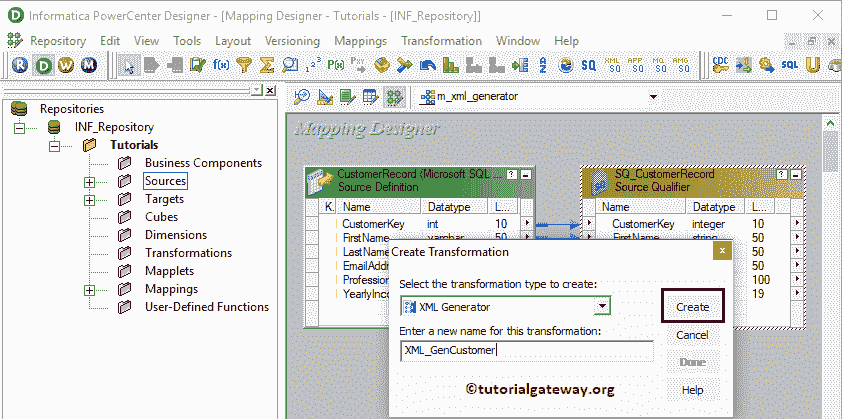 Informatica PowerCenter Designer - [Mapping Designer - Tutorials - [INF_Repository]]
Repository Edit View Tools Layout Versioning Mappings Transformation Window Help
m_xml_generator
Repositories
INF_Repository
Tutorials
Business Components
Sources
Targets
Cubes
Dimensions
Transformations
Mapplets
Mappings
User-Defined Functions
Mapping Designer
CustomerRecord (Microsoft SQL ...
Source Definition
K. Name Datatype L...
CustomerKey int 10
FirstName varchar 50
LastNam
EmailAddr
Profession
YearlyInco
SQ_CustomerRecord
Source Qualifier
Name Datatype L...
CustomerKey integer 10
FirstName string 50
50
50
100
19
Create Transformation
Select the transformation type to create:
XML Generator
Enter a new name for this transformation:
XML_GenCustomer
Create
Cancel
Done
Help
©tutorialgateway.org